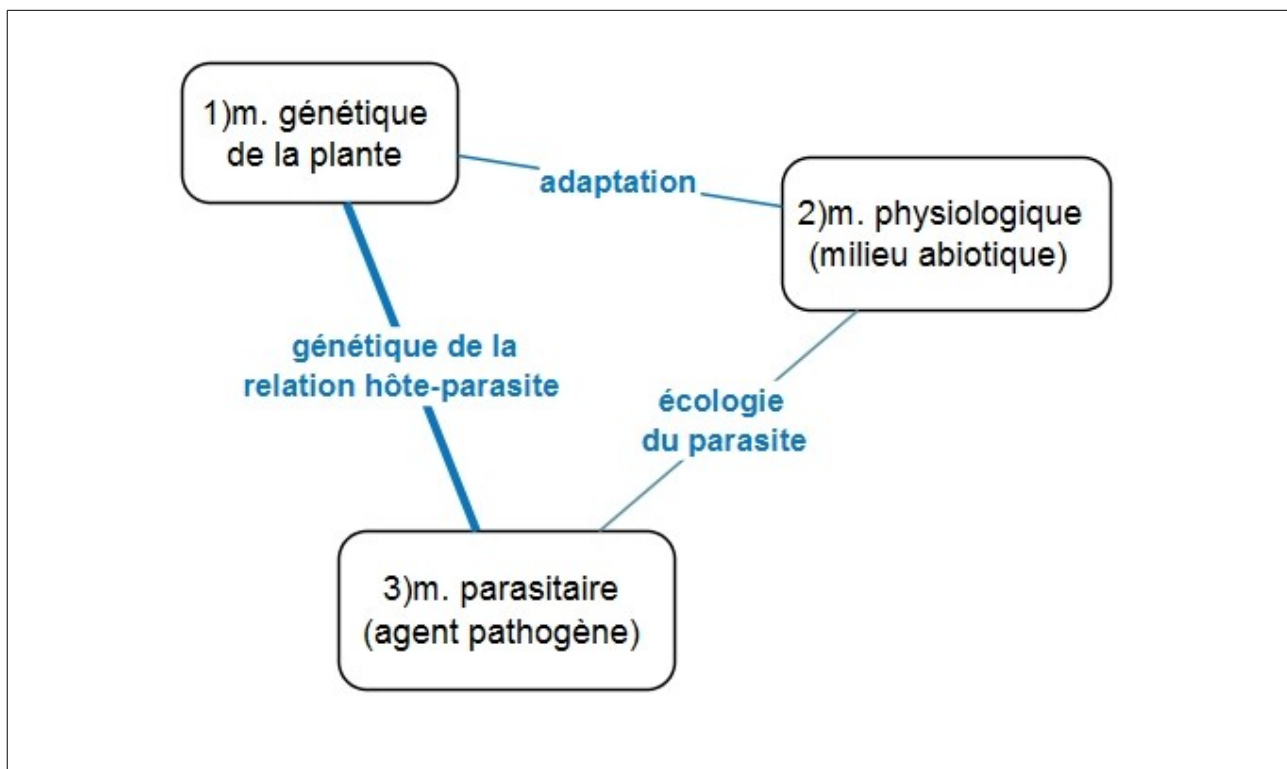 1)m. génétique
de la plante
adaptation
2)m. physiologique
(milieu abiotique)
génétique de la
relation hôte-parasite
écologie
du parasite
3)m. parasitaire
(agent pathogène)